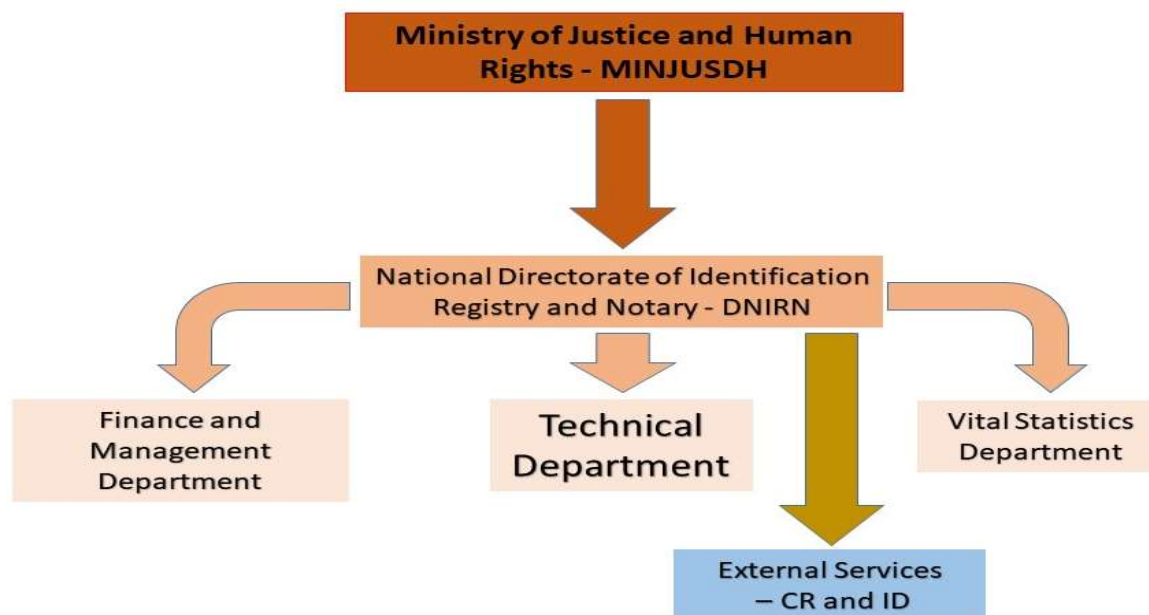 Ministry of Justice and Human
Rights - MINJUSDH
National Directorate of Identification
Registry and Notary - DNIRN
Finance and
Management
Department
Technical
Department
Vital Statistics
Department
External Services
– CR and ID